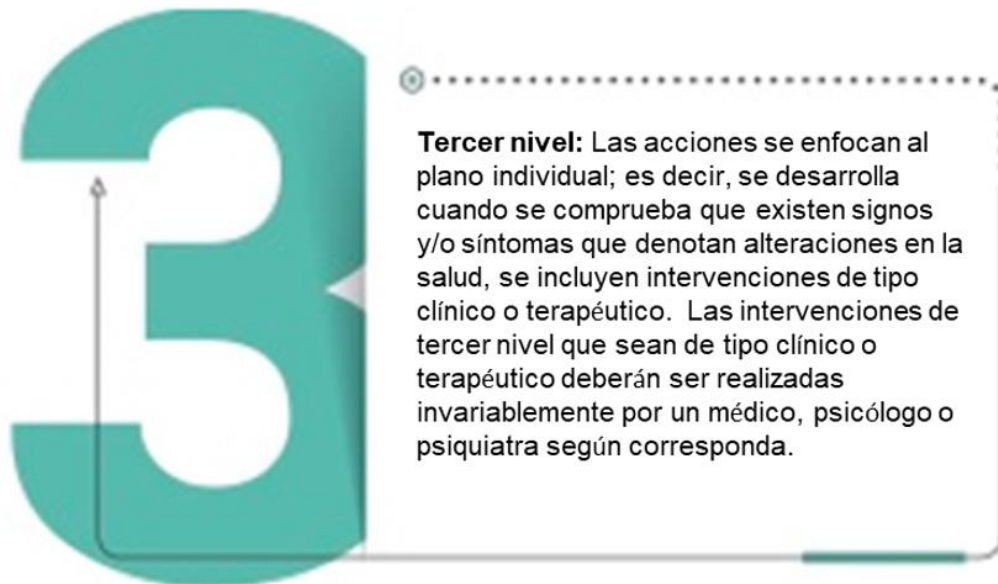 3
Tercer nivel: Las acciones se enfocan al
plano individual; es decir, se desarrolla
cuando se comprueba que existen signos
y/o síntomas que denotan alteraciones en la
salud, se incluyen intervenciones de tipo
clínico o terapéutico. Las intervenciones de
tercer nivel que sean de tipo clínico o
terapéutico deberán ser realizadas
invariablemente por un médico, psicólogo o
psiquiatra según corresponda.